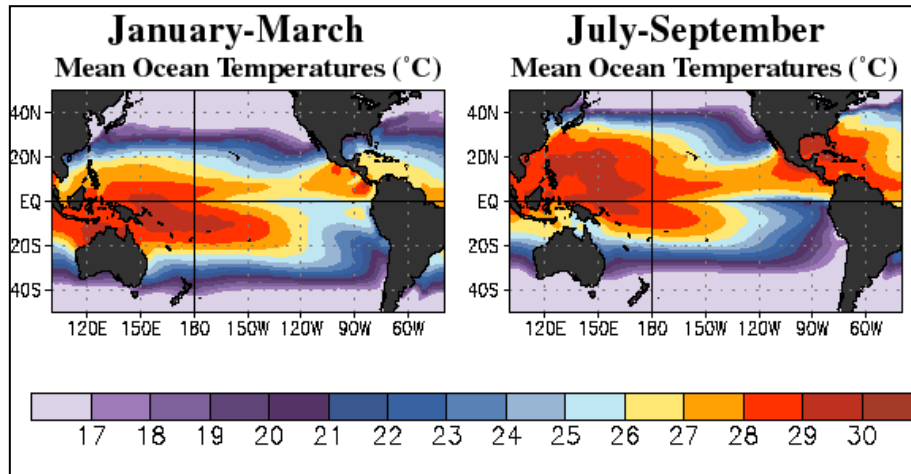 January-March
Mean Ocean Temperatures (°C)
40N
20N
EQ
20S
40S
120E 150E 180 150W 120W 90W 60W
July-September
Mean Ocean Temperatures (°C)
40N
20N
EQ
20S
40S
120E 150E 180 150W 120W 90W 60W
17 18 19 20 21 22 23 24 25 26 27 28 29 30